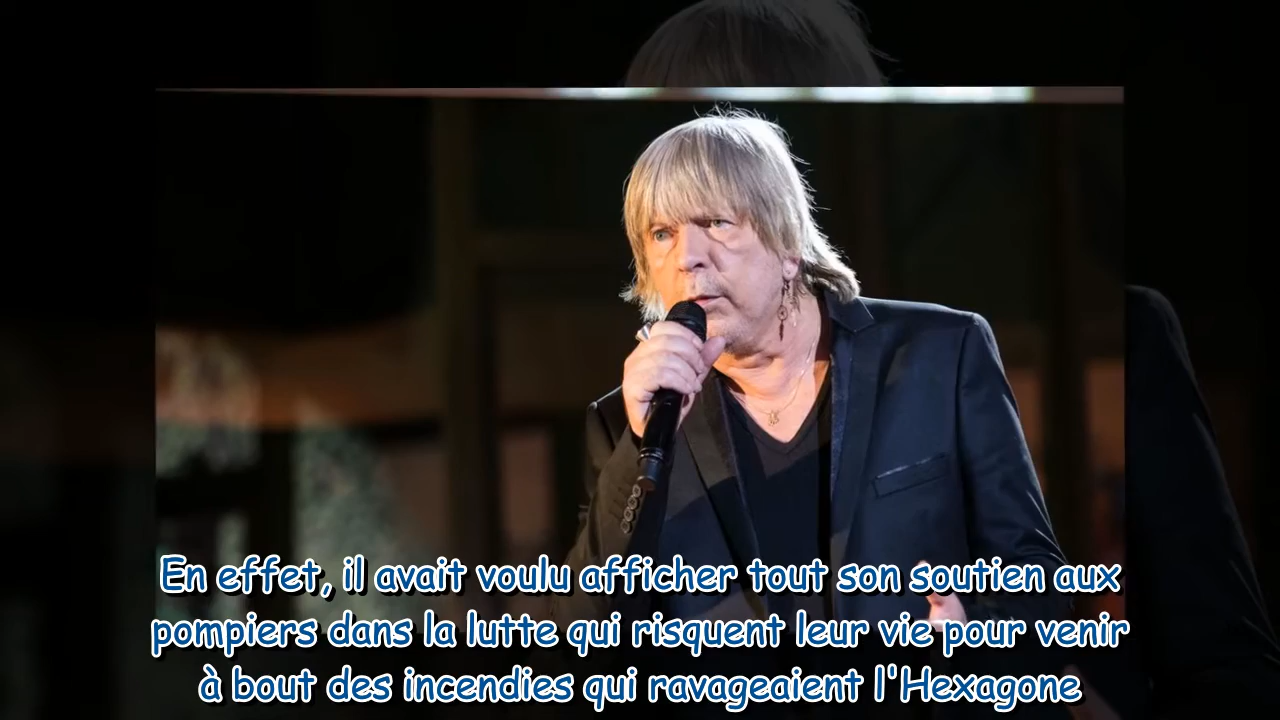 En effet, il avait voulu afficher tout son soutien aux
pompiers dans la lutte qui risquent leur vie pour venir
à bout des incendies qui ravageaient l'Hexagone